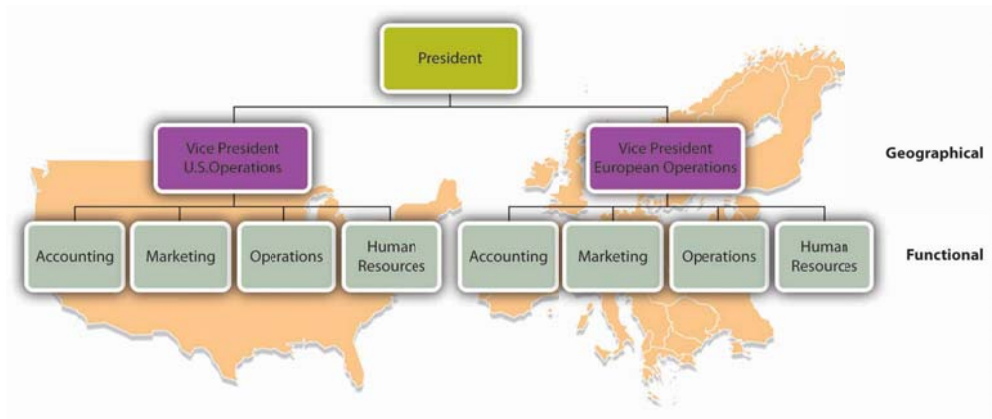 President
Vice President
U.S.Operations
Vice President
European Operations
Geographical
Accounting
Marketing
Operations
Human
Resources
Accounting
Marketing
Operations
Human
Resources
Functional